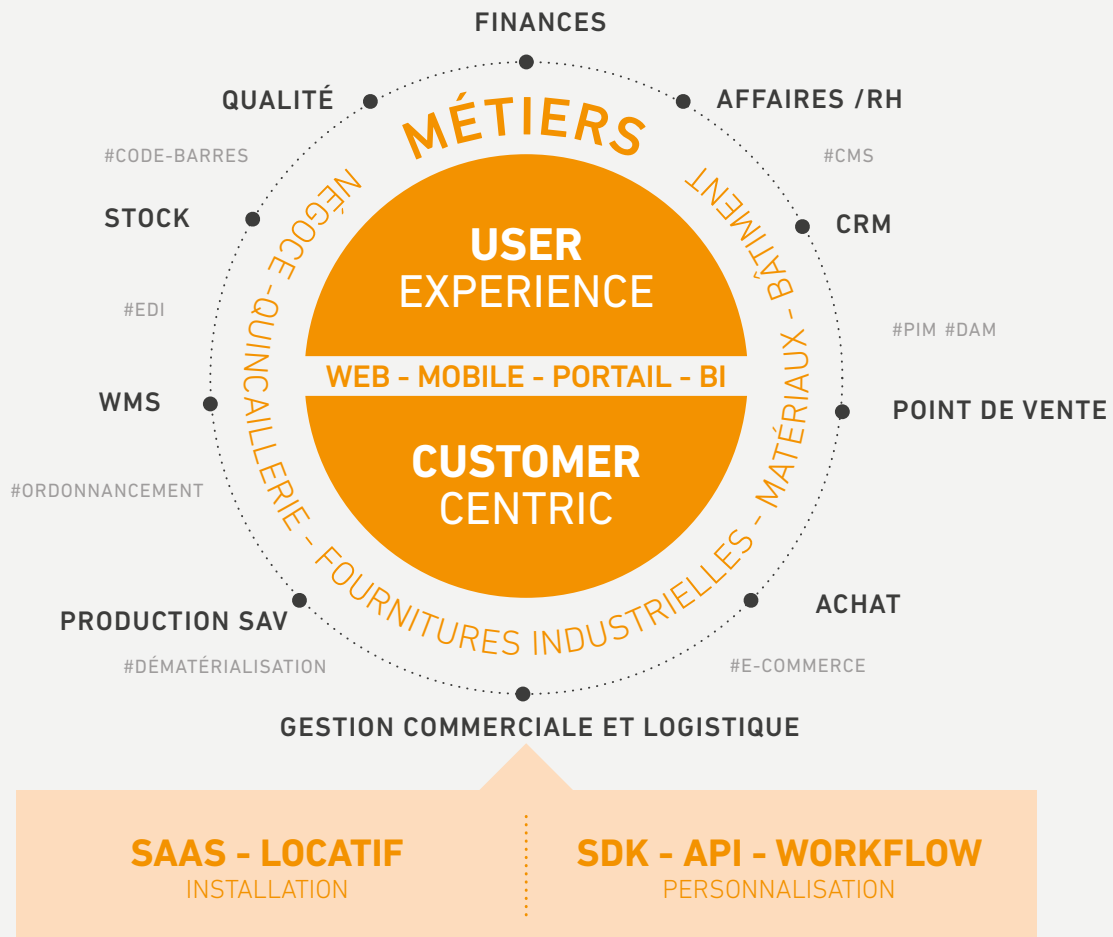 FINANCES
QUALITÉ
AFFAIRES /RH
MÉTIERS
#CODE-BARRES
#CMS
STOCK
CRM
NÉGOCE -QUINCAILLERIE - FOURNITURES INDUSTRIELLES - MATÉRIAUX - BÂTIMENT
USER
EXPERIENCE
#EDI
#PIM #DAM
WEB - MOBILE - PORTAIL - BI
WMS
POINT DE VENTE
CUSTOMER
CENTRIC
#ORDONNANCEMENT
ACHAT
PRODUCTION SAV
#DÉMATÉRIALISATION
#E-COMMERCE
GESTION COMMERCIALE ET LOGISTIQUE
SAAS - LOCATIF
INSTALLATION
SDK - API - WORKFLOW
PERSONNALISATION